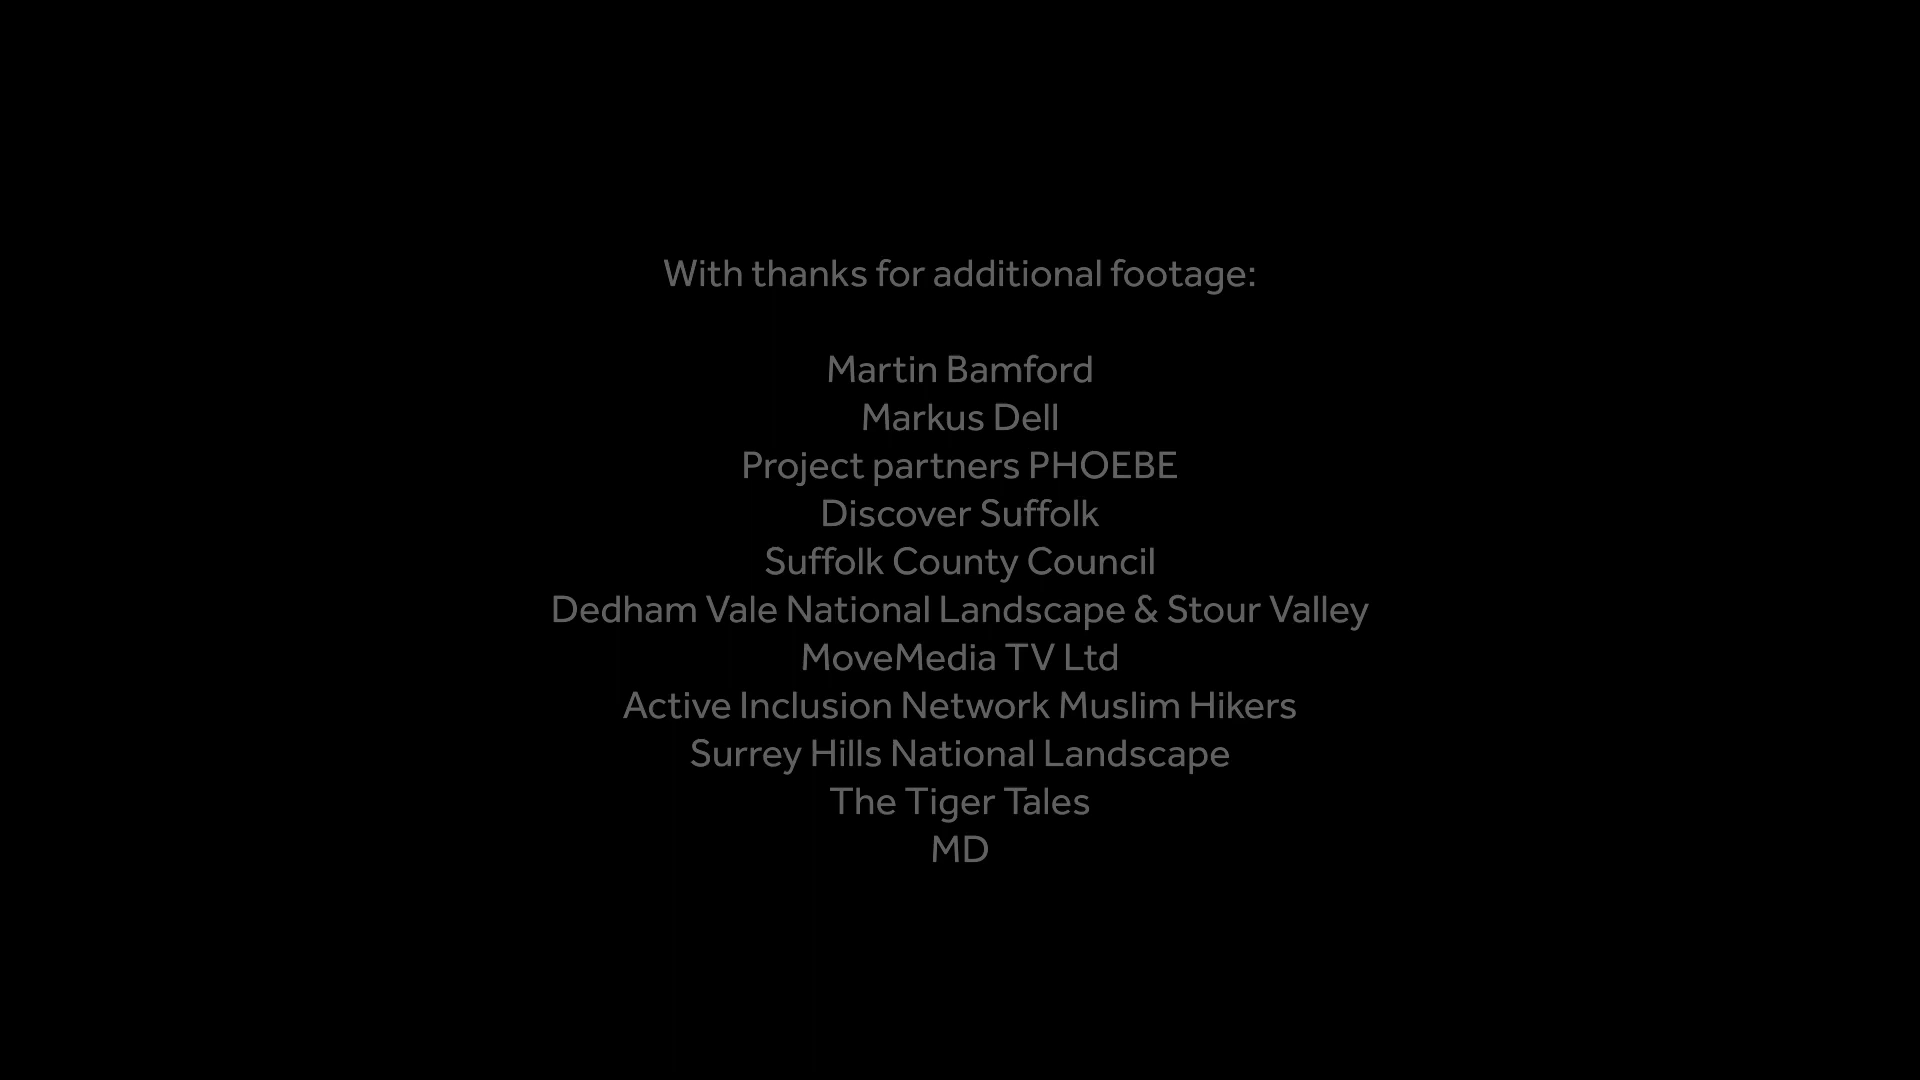 With thanks for additional footage:
Martin Bamford
Markus Dell
Project partners PHOEBE
Discover Suffolk
Suffolk County Council
Dedham Vale National Landscape & Stour Valley
MoveMedia TV Ltd
Active Inclusion Network Muslim Hikers
Surrey Hills National Landscape
The Tiger Tales
MD